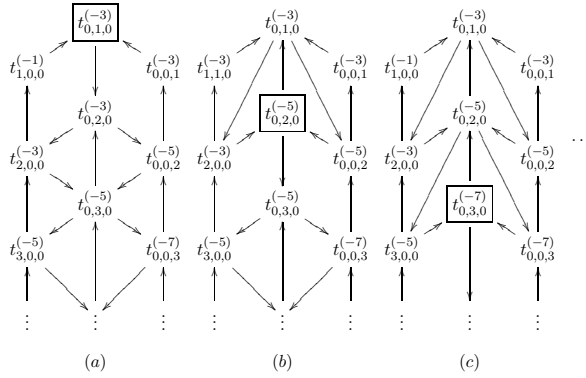 t_{0,1,0}^{(-3)} t_{0,1,0}^{(-3)} t_{0,1,0}^{(-3)}
t_{1,0,0}^{(-1)} t_{0,0,1}^{(-3)} t_{1,1,0}^{(-3)} t_{0,0,1}^{(-3)} t_{1,0,0}^{(-1)} t_{0,0,1}^{(-3)}
t_{0,2,0}^{(-3)} t_{0,2,0}^{(-5)} t_{0,2,0}^{(-5)}
t_{2,0,0}^{(-3)} t_{0,0,2}^{(-5)} t_{2,0,0}^{(-3)} t_{0,0,2}^{(-5)} t_{2,0,0}^{(-3)} t_{0,0,2}^{(-5)} ...
t_{0,3,0}^{(-5)} t_{0,3,0}^{(-5)} t_{0,3,0}^{(-7)}
t_{3,0,0}^{(-5)} t_{0,0,3}^{(-7)} t_{3,0,0}^{(-5)} t_{0,0,3}^{(-7)} t_{3,0,0}^{(-5)} t_{0,0,3}^{(-7)}
⋮ ⋮ ⋮ ⋮ ⋮ ⋮ ⋮ ⋮ ⋮
(a) (b) (c)